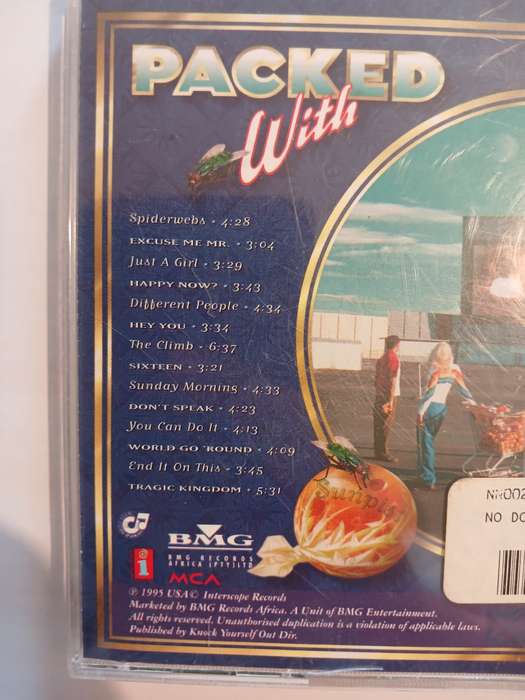 PACKED
With
Spiderwebs • 4:28
EXCUSE ME MR. • 3:04
Just A Girl • 3:29
HAPPY NOW? • 3:43
Different People • 4:34
HEY YOU • 3:34
The Climb • 6:37
SIXTEEN • 3:21
Sunday Morning • 4:33
DON'T SPEAK • 4:23
You Can Do It • 4:13
WORLD GO 'ROUND • 4:09
End It On This • 3:45
TRAGIC KINGDOM • 5:31
BMG
BMG RECORDS
AFRICA (PTY) LTD
i
MCA
NO DO
℗ 1995 USA © Interscope Records
Marketed by BMG Records Africa. A Unit of BMG Entertainment.
All rights reserved. Unauthorised duplication is a violation of applicable laws.
Published by Knock Yourself Out Dir.